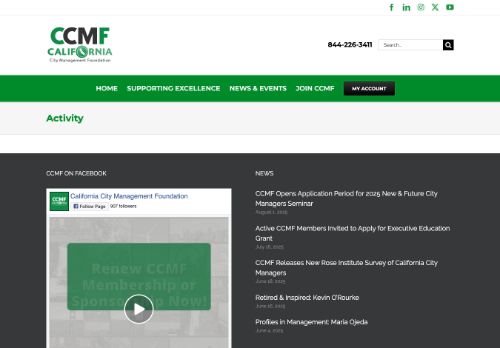 CCMF
CALIFORNIA
City Management Foundation
844-226-3411
Search...
HOME
SUPPORTING EXCELLENCE
NEWS & EVENTS
JOIN CCMF
MY ACCOUNT
Activity
CCMF ON FACEBOOK
CCMF
California City Management Foundation
Follow Page
907 followers
Renew CCMF
Membership or
Sponsorship Now!
NEWS
CCMF Opens Application Period for 2025 New & Future City
Managers Seminar
August 1, 2025
Active CCMF Members Invited to Apply for Executive Education
Grant
July 18, 2025
CCMF Releases New Rose Institute Survey of California City
Managers
June 18, 2025
Retired & Inspired: Kevin O'Rourke
June 16, 2025
Profiles in Management: Maria Ojeda
June 4, 2025